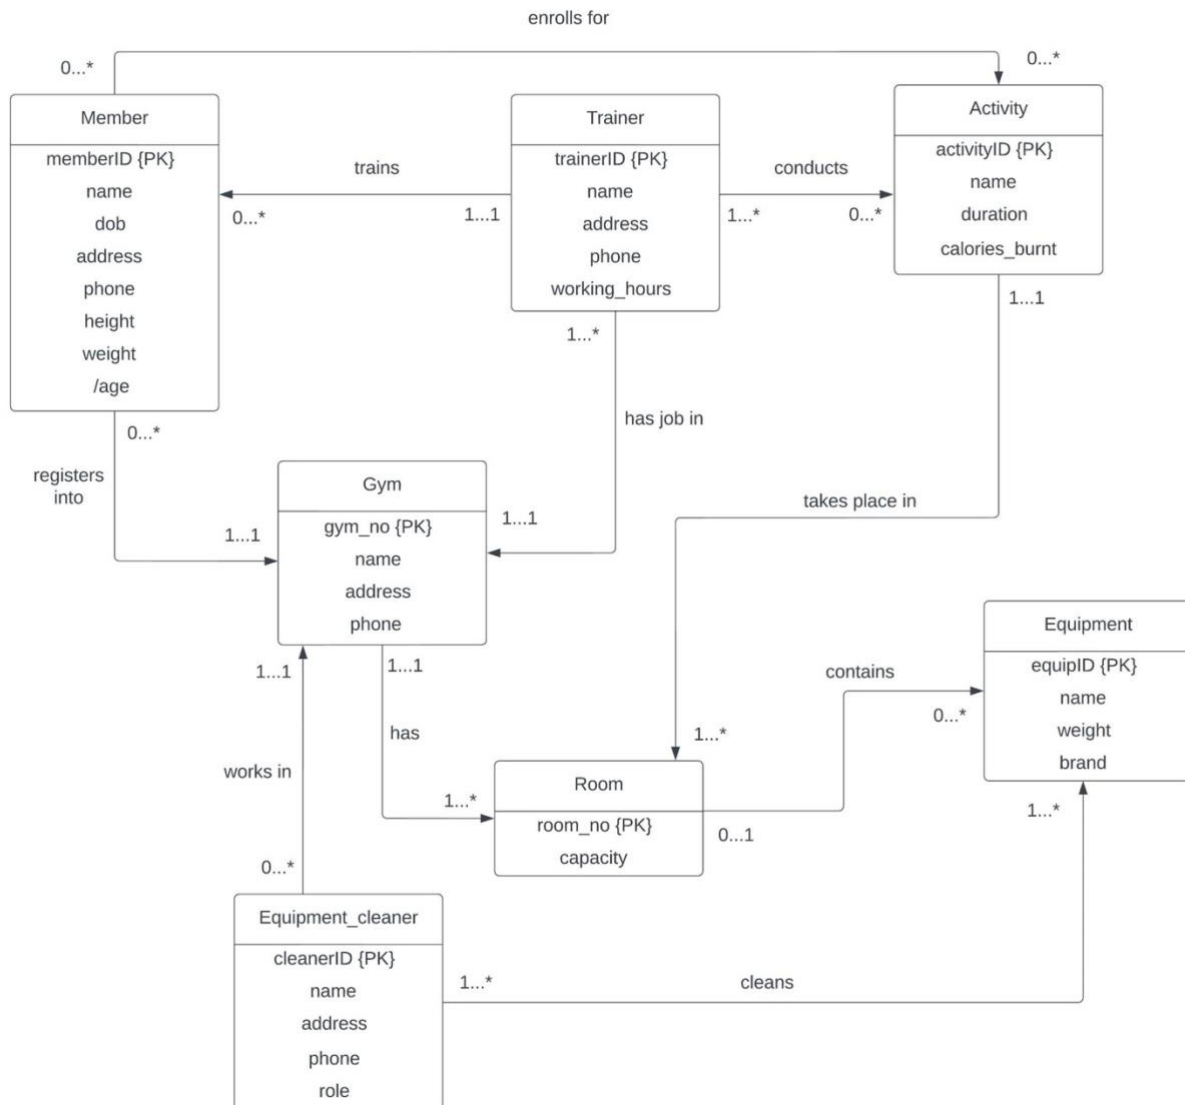 enrolls for
0...*
0...*
Member
memberID {PK}
name
dob
address
phone
height
weight
/age
trains
0...*
1...1
Trainer
trainerID {PK}
name
address
phone
working_hours
conducts
1...*
0...*
Activity
activityID {PK}
name
duration
calories_burnt
1...1
0...*
registers
into
1...1
1...*
has job in
1...1
Gym
gym_no {PK}
name
address
phone
takes place in
1...1
1...1
has
1...*
works in
0...*
1...*
Room
room_no {PK}
capacity
0...1
contains
0...*
Equipment
equipID {PK}
name
weight
brand
1...*
Equipment_cleaner
cleanerID {PK}
name
address
phone
role
1...*
cleans